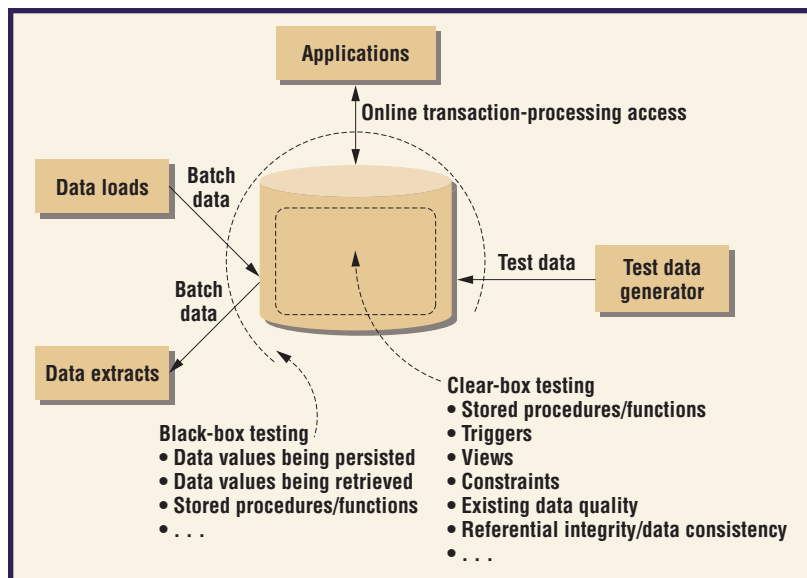 Applications
Online transaction-processing access
Batch
data
Data loads
Test data
Test data
generator
Batch
data
Data extracts
Black-box testing
• Data values being persisted
• Data values being retrieved
• Stored procedures/functions
• . . .
Clear-box testing
• Stored procedures/functions
• Triggers
• Views
• Constraints
• Existing data quality
• Referential integrity/data consistency
• . . .